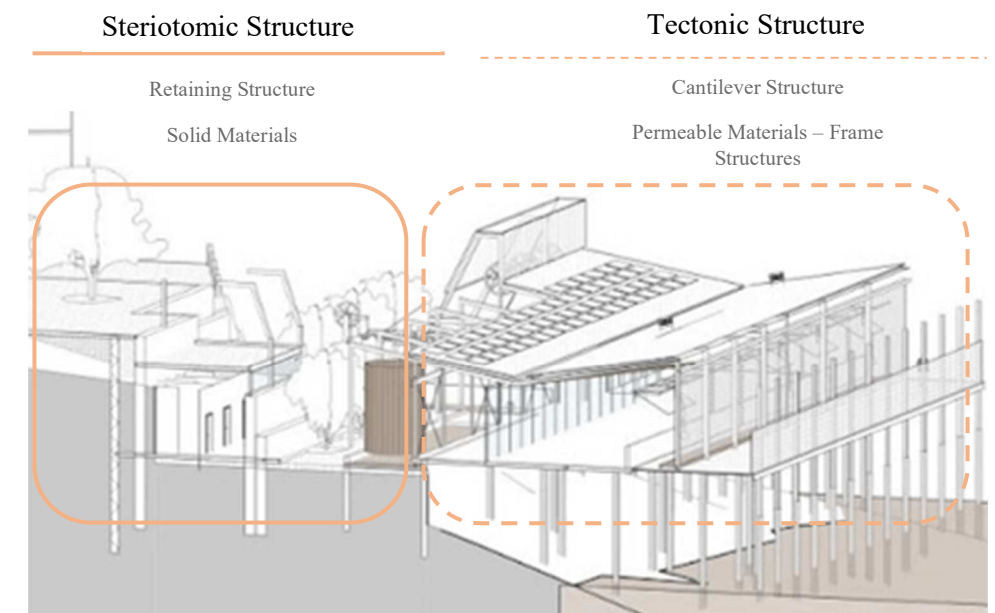 Steriotomic Structure
Tectonic Structure
Retaining Structure
Solid Materials
Cantilever Structure
Permeable Materials – Frame
Structures